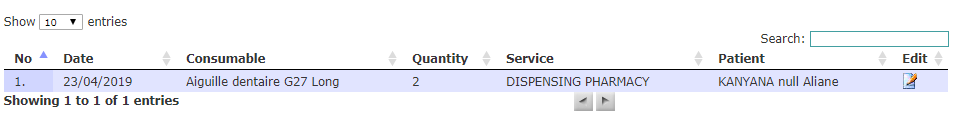 Show 10 entries
Search:
No Date Consumable Quantity Service Patient Edit
1. 23/04/2019 Aiguille dentaire G27 Long 2 DISPENSING PHARMACY KANYANA null Aliane
Showing 1 to 1 of 1 entries